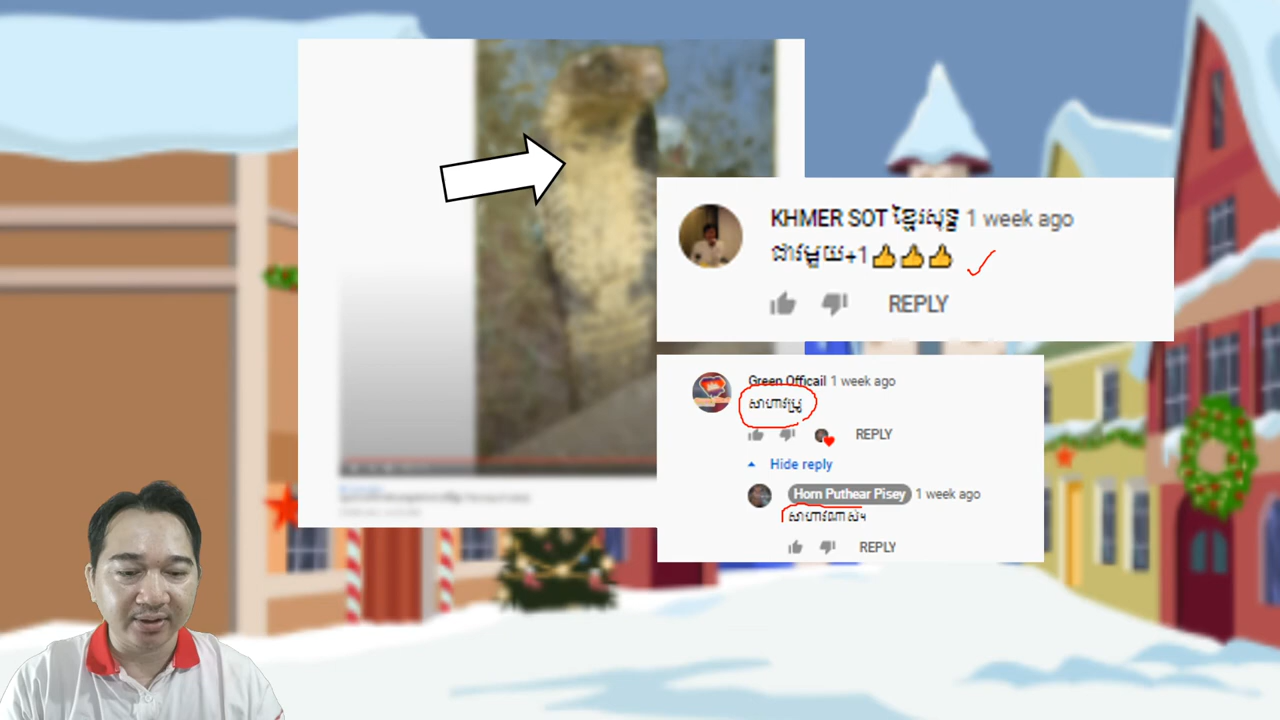 KHMER SOT ខ្មែរសុទ្ធ 1 week ago
ជាវមួយ+1👍👍👍
REPLY
Green Officail 1 week ago
សាហាវប្រូ
REPLY
Hide reply
Horn Puthear Pisey 1 week ago
សាហាវណាស់។
REPLY